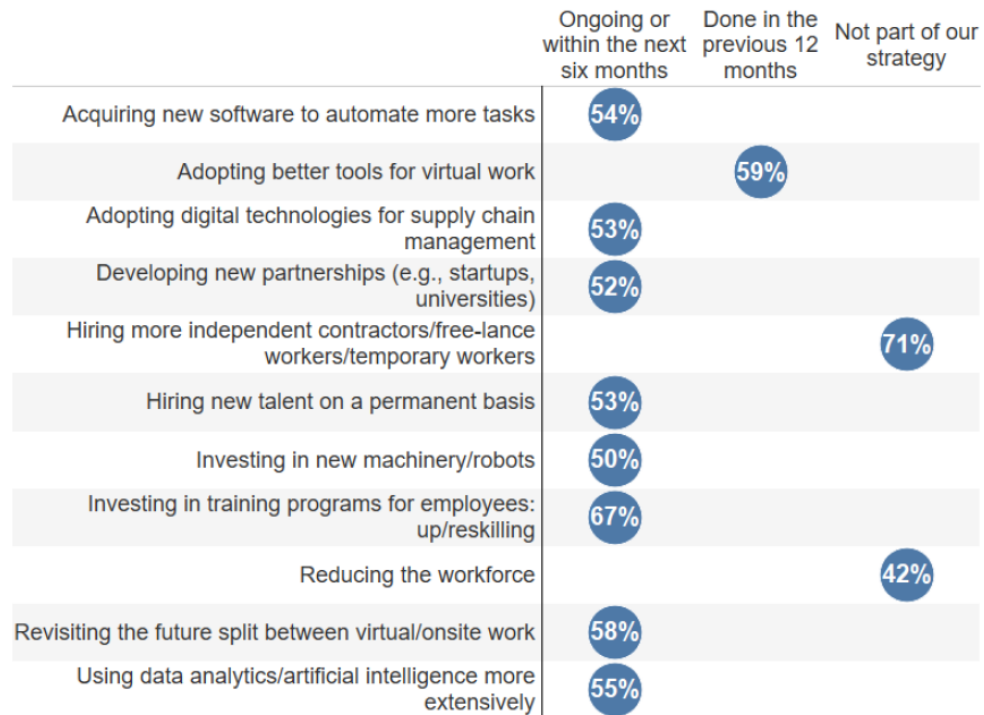 Ongoing or
within the next
six months
Done in the
previous 12
months
Not part of our
strategy
Acquiring new software to automate more tasks
54%
Adopting better tools for virtual work
59%
Adopting digital technologies for supply chain
management
53%
Developing new partnerships (e.g., startups,
universities)
52%
Hiring more independent contractors/free-lance
workers/temporary workers
71%
Hiring new talent on a permanent basis
53%
Investing in new machinery/robots
50%
Investing in training programs for employees:
up/reskilling
67%
Reducing the workforce
42%
Revisiting the future split between virtual/onsite work
58%
Using data analytics/artificial intelligence more
extensively
55%